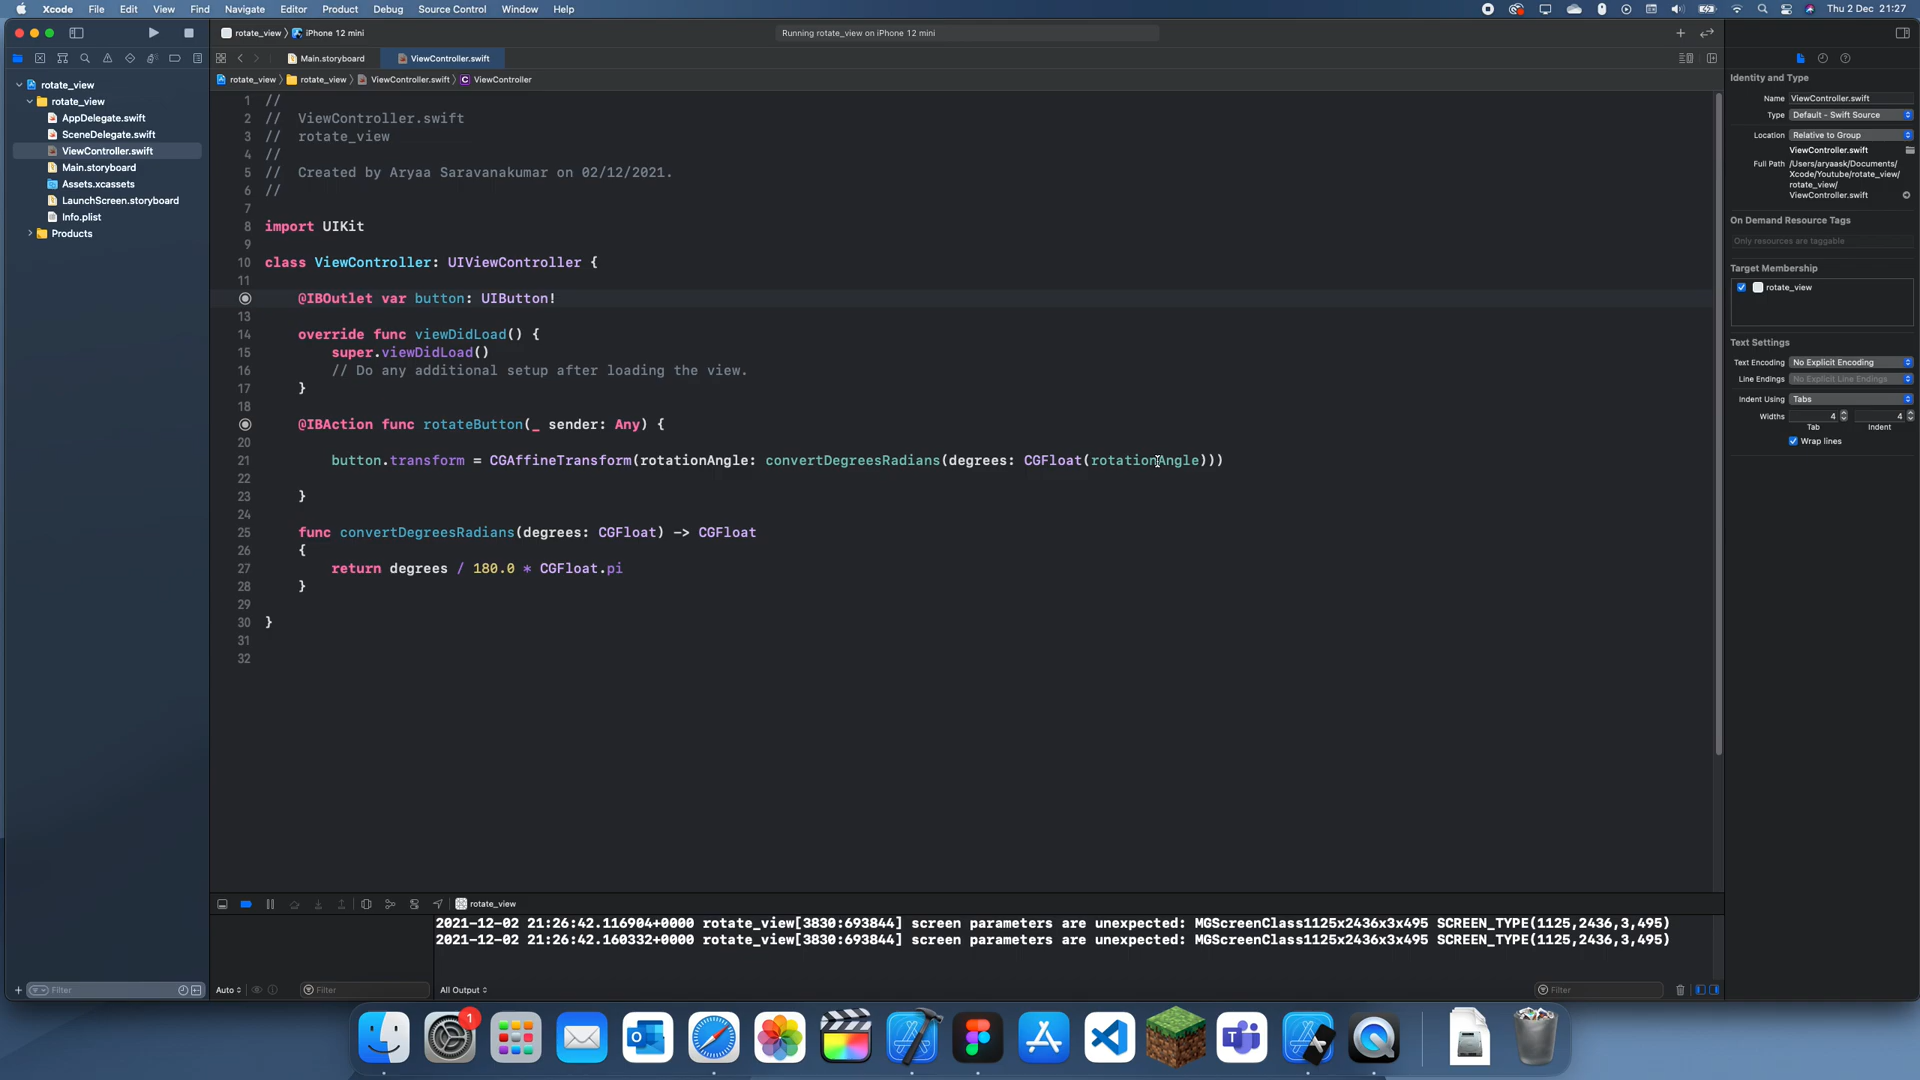 Xcode File Edit View Find Navigate Editor Product Debug Source Control Window Help Thu 2 Dec 21:27
rotate_view iPhone 12 mini Running rotate_view on iPhone 12 mini
Main.storyboard ViewController.swift
rotate_view rotate_view ViewController.swift C ViewController
rotate_view
rotate_view
AppDelegate.swift
SceneDelegate.swift
ViewController.swift
Main.storyboard
Assets.xcassets
LaunchScreen.storyboard
Info.plist
Products
1 //
2 // ViewController.swift
3 // rotate_view
4 //
5 // Created by Aryaa Saravanakumar on 02/12/2021.
6 //
7
8 import UIKit
9
10 class ViewController: UIViewController {
11
@IBOutlet var button: UIButton!
13
14 override func viewDidLoad() {
15 super.viewDidLoad()
16 // Do any additional setup after loading the view.
17 }
18
@IBAction func rotateButton(_ sender: Any) {
20
21 button.transform = CGAffineTransform(rotationAngle: convertDegreesRadians(degrees: CGFloat(rotationAngle)))
22
23 }
24
25 func convertDegreesRadians(degrees: CGFloat) -> CGFloat
26 {
27 return degrees / 180.0 * CGFloat.pi
28 }
29
30 }
31
32
Identity and Type
Name ViewController.swift
Type Default - Swift Source
Location Relative to Group
ViewController.swift
Full Path /Users/aryaask/Documents/
Xcode/Youtube/rotate_view/
rotate_view/
ViewController.swift
On Demand Resource Tags
Only resources are taggable
Target Membership
rotate_view
Text Settings
Text Encoding No Explicit Encoding
Line Endings No Explicit Line Endings
Indent Using Tabs
Widths 4 4
Tab Indent
Wrap lines
rotate_view
2021-12-02 21:26:42.116904+0000 rotate_view[3830:693844] screen parameters are unexpected: MGScreenClass1125x2436x3x495 SCREEN_TYPE(1125,2436,3,495)
2021-12-02 21:26:42.160332+0000 rotate_view[3830:693844] screen parameters are unexpected: MGScreenClass1125x2436x3x495 SCREEN_TYPE(1125,2436,3,495)
Filter Auto Filter All Output Filter
1